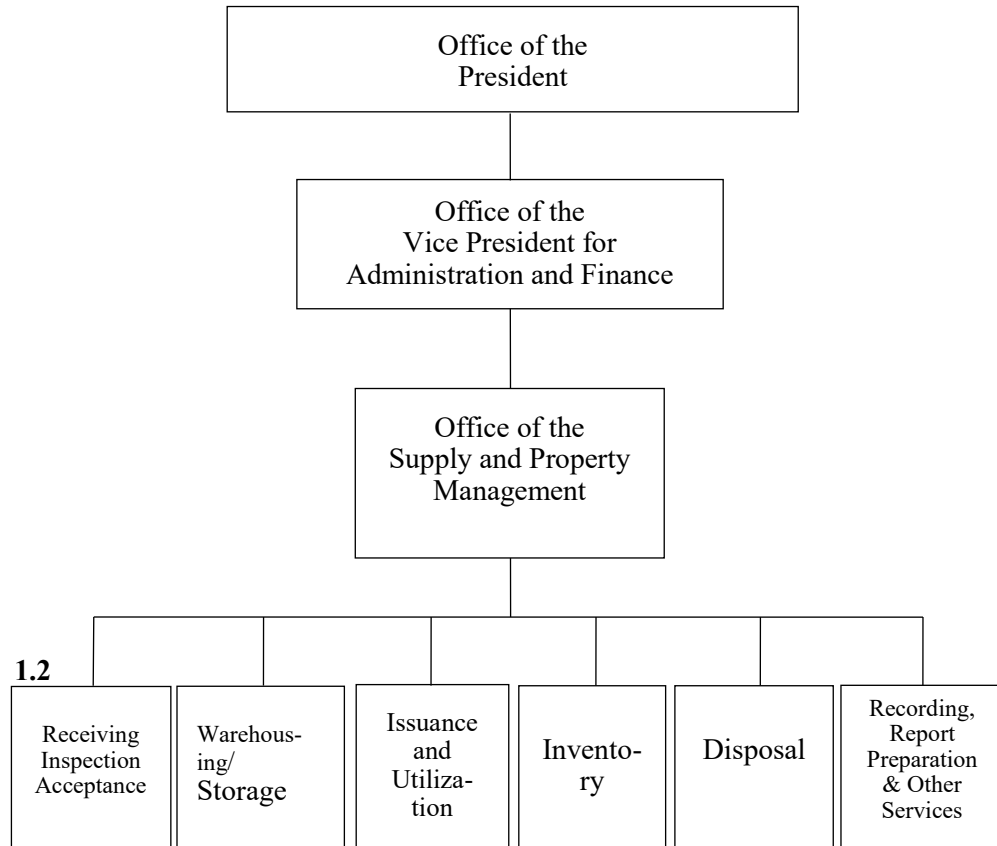 Office of the
President
Office of the
Vice President for
Administration and Finance
Office of the
Supply and Property
Management
1.2
Receiving
Inspection
Acceptance
Warehous-
ing/
Storage
Issuance
and
Utiliza-
tion
Invento-
ry
Disposal
Recording,
Report
Preparation
& Other
Services